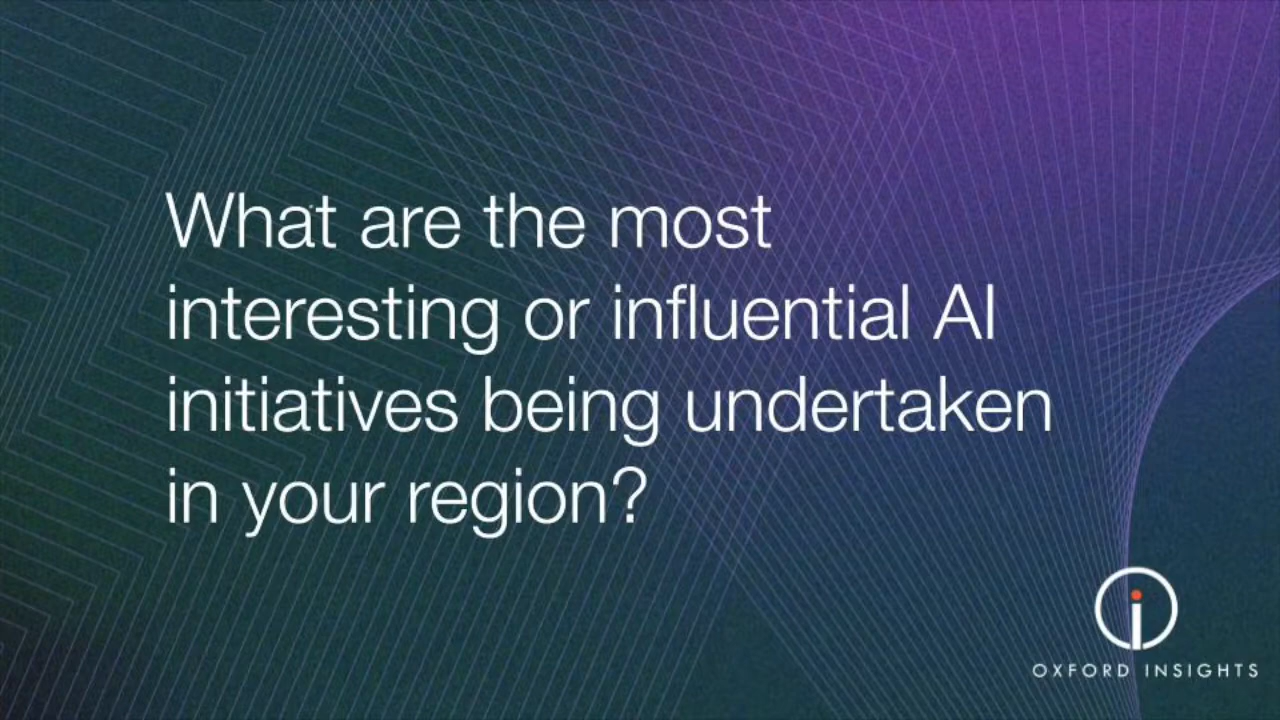 What are the most
interesting or influential AI
initiatives being undertaken
in your region?
OXFORD INSIGHTS